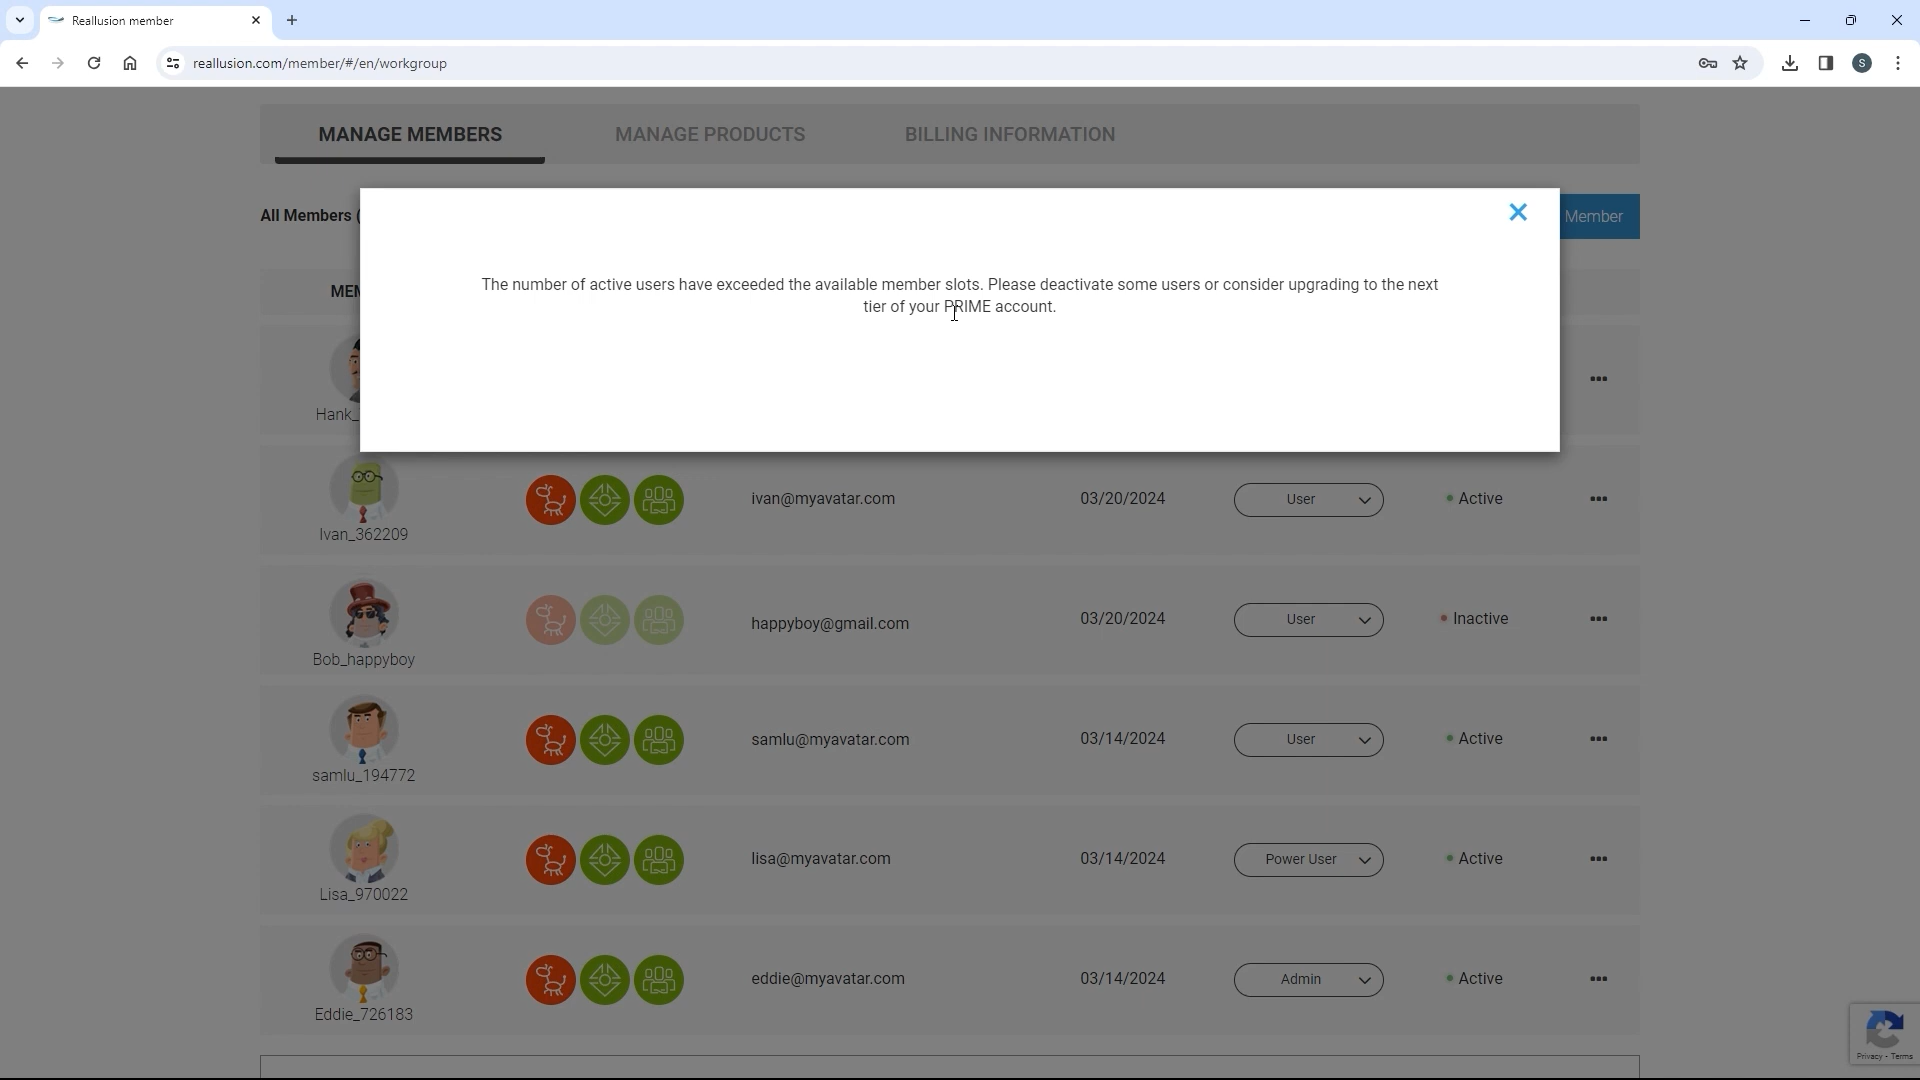 Reallusion member
reallusion.com/member/#/en/workgroup
S
MANAGE MEMBERS
MANAGE PRODUCTS
BILLING INFORMATION
All Members (
Member
The number of active users have exceeded the available member slots. Please deactivate some users or consider upgrading to the next
tier of your PRIME account.
MEM
Hank_
ivan@myavatar.com 03/20/2024 User Active
Ivan_362209
happyboy@gmail.com 03/20/2024 User Inactive
Bob_happyboy
samlu@myavatar.com 03/14/2024 User Active
samlu_194772
lisa@myavatar.com 03/14/2024 Power User Active
Lisa_970022
eddie@myavatar.com 03/14/2024 Admin Active
Eddie_726183
Privacy - Terms